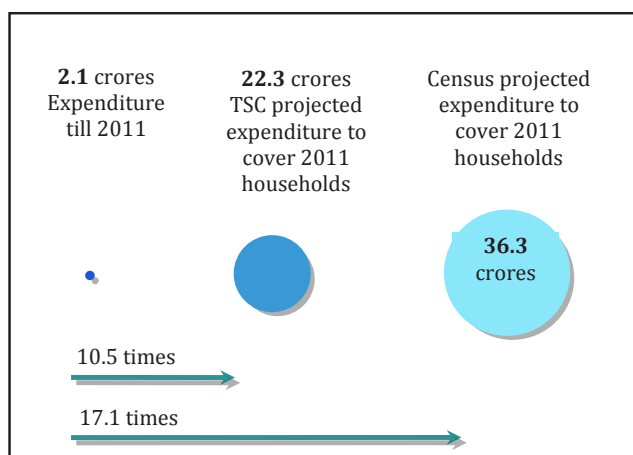 2.1 crores
Expenditure
till 2011
22.3 crores
TSC projected
expenditure to
cover 2011
households
Census projected
expenditure to
cover 2011
households
36.3
crores
10.5 times
17.1 times